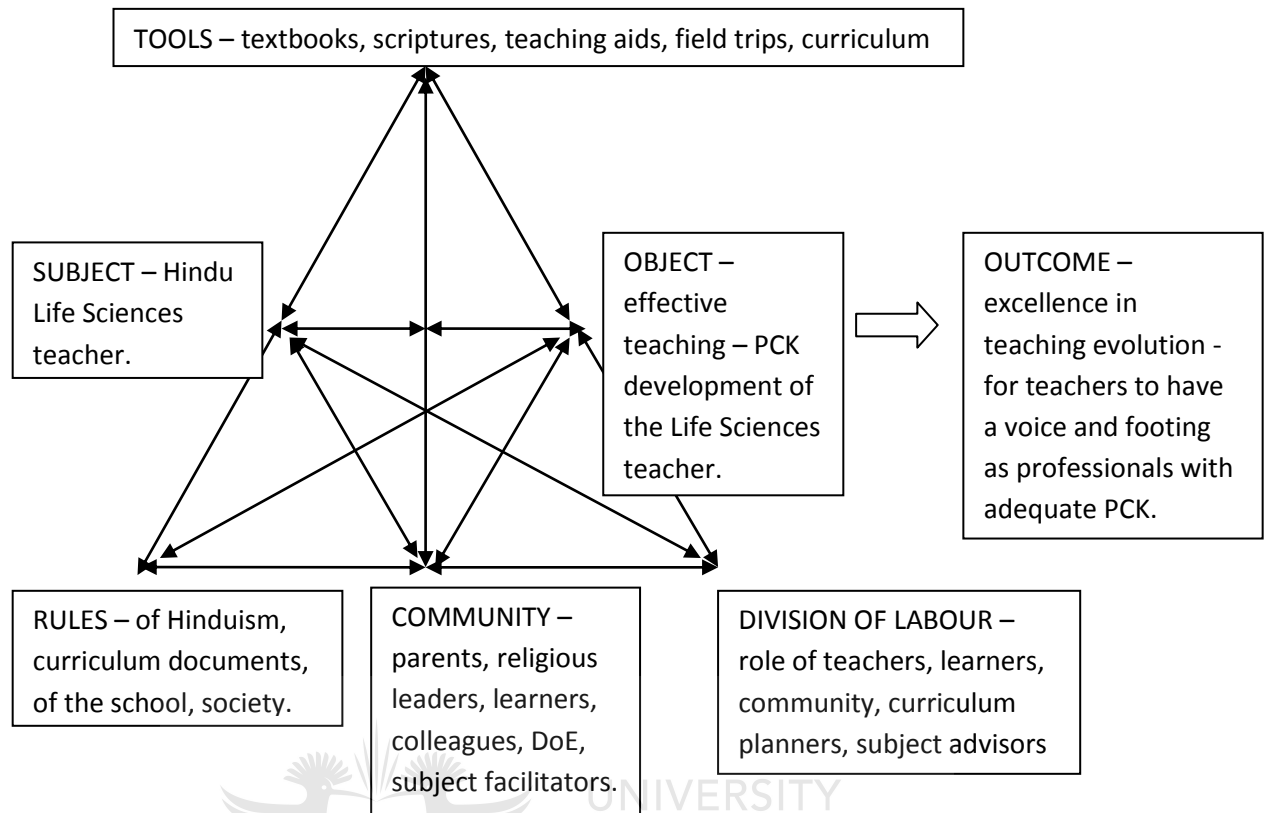 TOOLS – textbooks, scriptures, teaching aids, field trips, curriculum
SUBJECT – Hindu
Life Sciences
teacher.
OBJECT –
effective
teaching – PCK
development of
the Life Sciences
teacher.
OUTCOME –
excellence in
teaching evolution -
for teachers to have
a voice and footing
as professionals with
adequate PCK.
RULES – of Hinduism,
curriculum documents,
of the school, society.
COMMUNITY –
parents, religious
leaders, learners,
colleagues, DoE,
subject facilitators.
DIVISION OF LABOUR –
role of teachers, learners,
community, curriculum
planners, subject advisors
UNIVERSITY